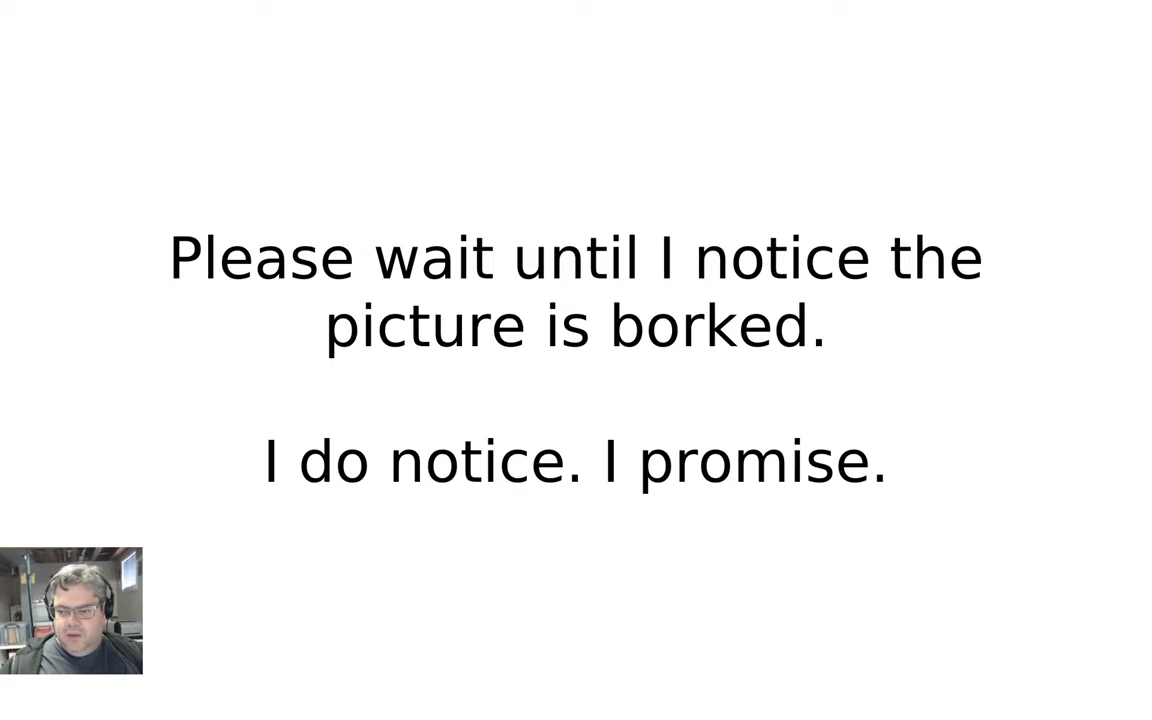 Please wait until I notice the
picture is borked.
I do notice. I promise.